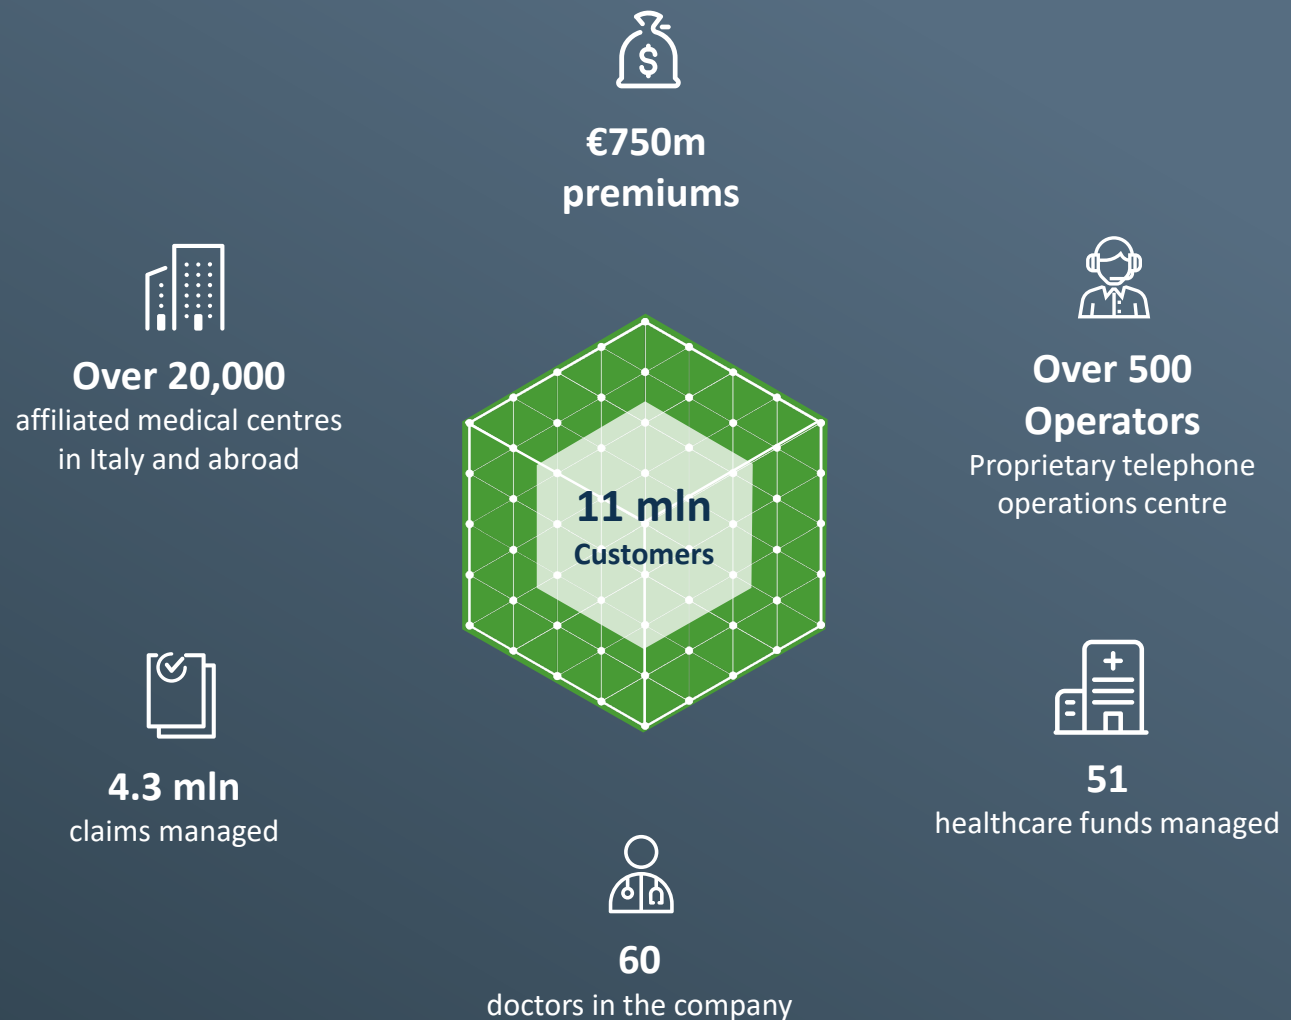 $
€750m
premiums
Over 20,000
affiliated medical centres
in Italy and abroad
Over 500
Operators
Proprietary telephone
operations centre
11 mln
Customers
4.3 mln
claims managed
51
healthcare funds managed
60
doctors in the company